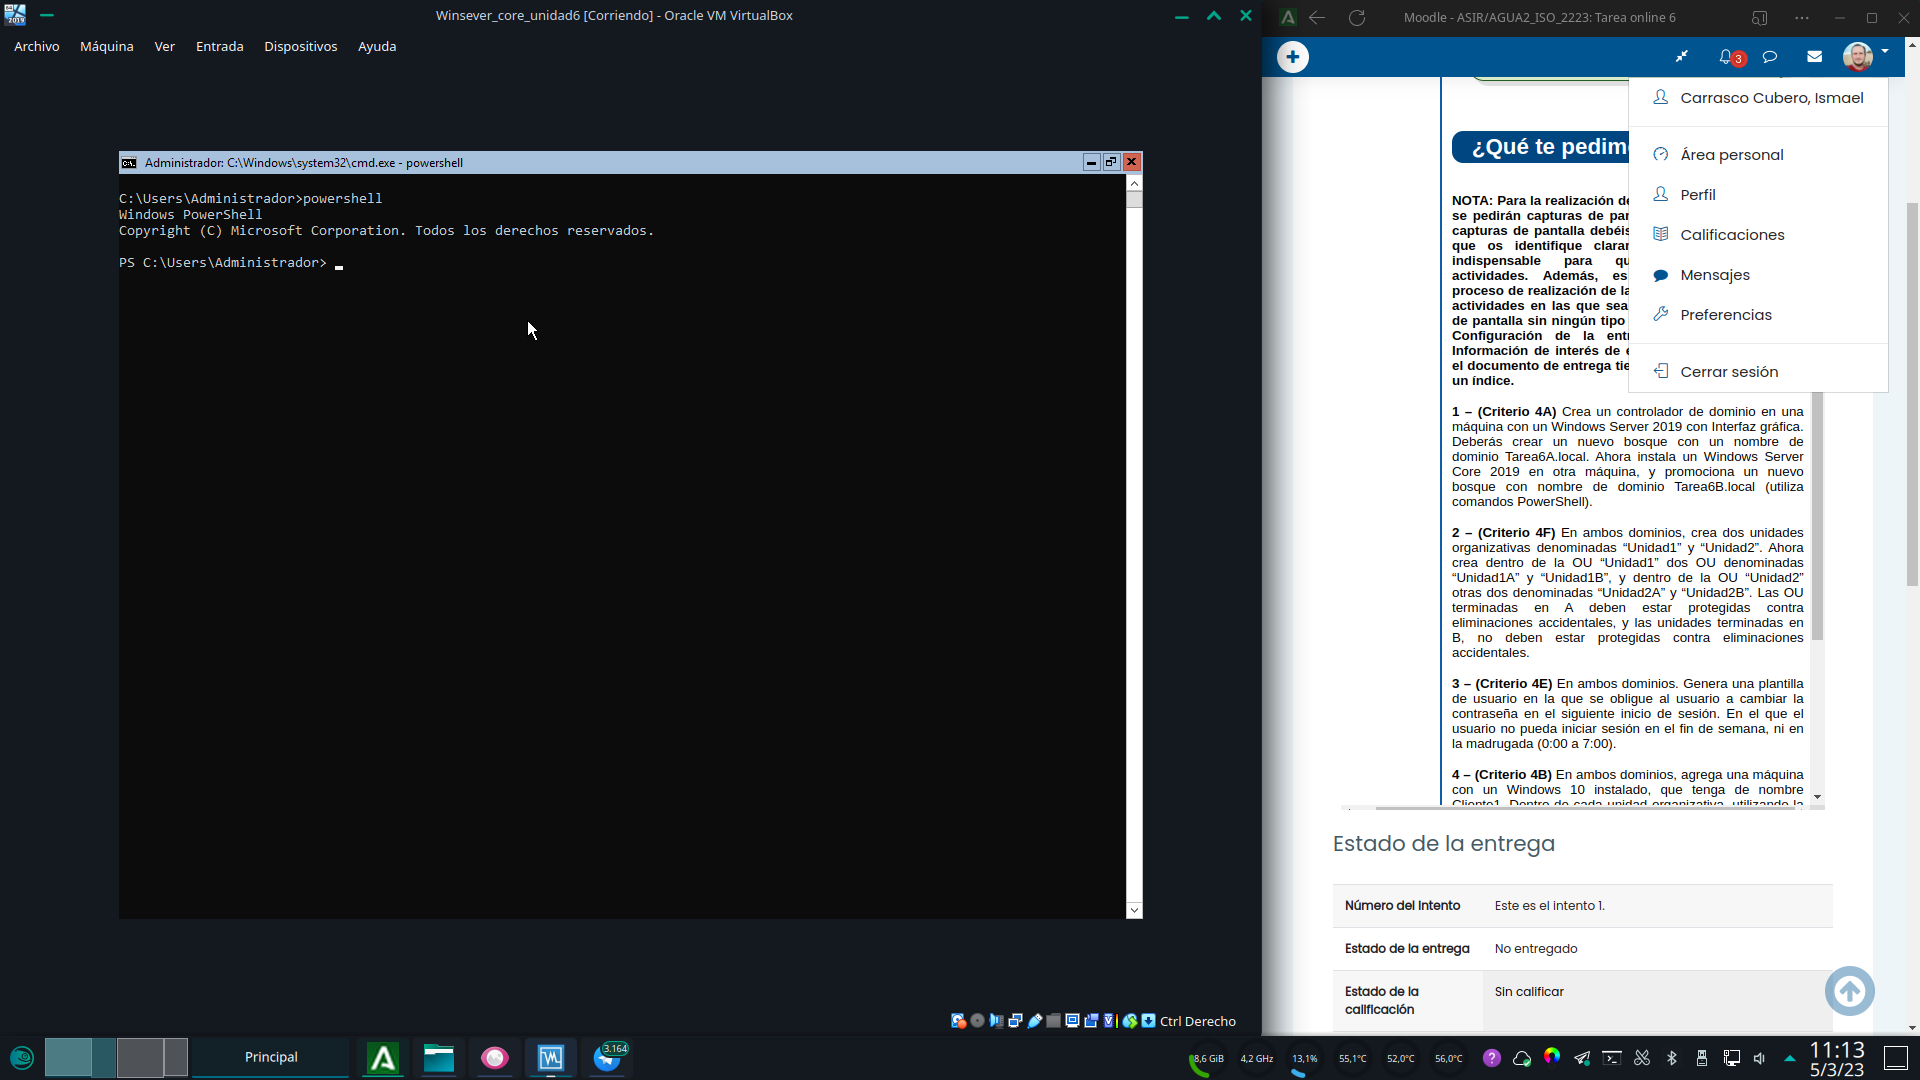 Winsever_core_unidad6 [Corriendo] - Oracle VM VirtualBox
Archivo Máquina Ver Entrada Dispositivos Ayuda
Administrador: C:\Windows\system32\cmd.exe - powershell
C:\Users\Administrador>powershell
Windows PowerShell
Copyright (C) Microsoft Corporation. Todos los derechos reservados.
PS C:\Users\Administrador>
Ctrl Derecho
Moodle - ASIR/AGUA2_ISO_2223: Tarea online 6
3
Carrasco Cubero, Ismael
Área personal
Perfil
Calificaciones
Mensajes
Preferencias
Cerrar sesión
¿Qué te pedim
NOTA: Para la realización de
se pedirán capturas de pan
capturas de pantalla debéis
que os identifique claram
indispensable para qu
actividades. Además, es
proceso de realización de la
actividades en las que sea
de pantalla sin ningún tipo
Configuración de la entr
Información de interés de e
el documento de entrega tie
un índice.
1 – (Criterio 4A) Crea un controlador de dominio en una
máquina con un Windows Server 2019 con Interfaz gráfica.
Deberás crear un nuevo bosque con un nombre de
dominio Tarea6A.local. Ahora instala un Windows Server
Core 2019 en otra máquina, y promociona un nuevo
bosque con nombre de dominio Tarea6B.local (utiliza
comandos PowerShell).
2 – (Criterio 4F) En ambos dominios, crea dos unidades
organizativas denominadas “Unidad1” y “Unidad2”. Ahora
crea dentro de la OU “Unidad1” dos OU denominadas
“Unidad1A” y “Unidad1B”, y dentro de la OU “Unidad2”
otras dos denominadas “Unidad2A” y “Unidad2B”. Las OU
terminadas en A deben estar protegidas contra
eliminaciones accidentales, y las unidades terminadas en
B, no deben estar protegidas contra eliminaciones
accidentales.
3 – (Criterio 4E) En ambos dominios. Genera una plantilla
de usuario en la que se obligue al usuario a cambiar la
contraseña en el siguiente inicio de sesión. En el que el
usuario no pueda iniciar sesión en el fin de semana, ni en
la madrugada (0:00 a 7:00).
4 – (Criterio 4B) En ambos dominios, agrega una máquina
con un Windows 10 instalado, que tenga de nombre
Cliente1. Dentro de cada unidad organizativa, utilizando la
Estado de la entrega
Número del intento Este es el intento 1.
Estado de la entrega No entregado
Estado de la calificación Sin calificar
Principal
3.164
8,6 GiB 4,2 GHz 13,1% 55,1°C 52,0°C 56,0°C
11:13
5/3/23